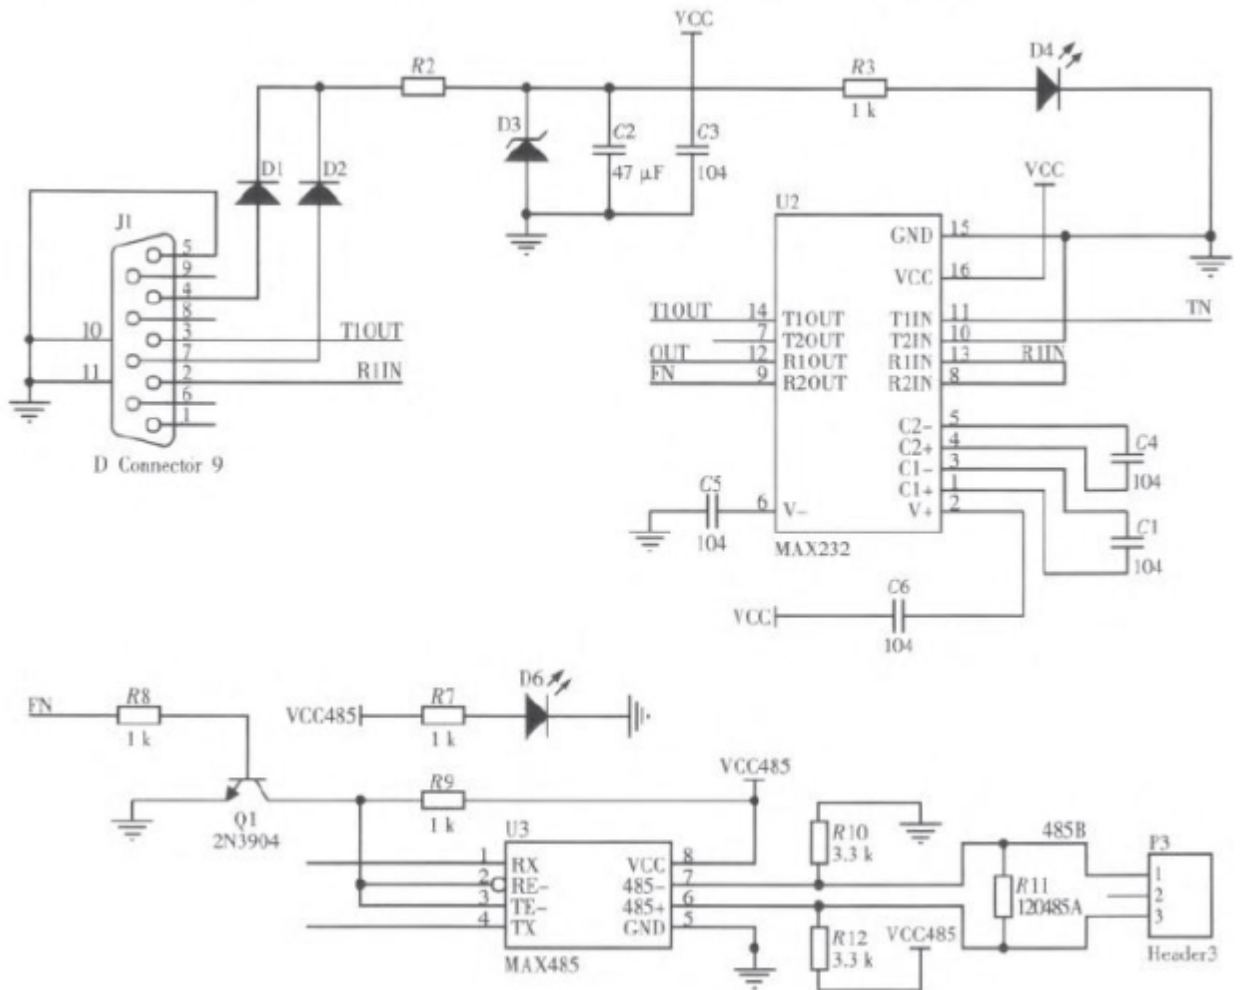 VCC
R2
R3
1 k
D4
D3
C2
47 μF
C3
104
D1
D2
J1
5
9
4
8
3
7
2
6
1
10
11
T1OUT
R1IN
D Connector 9
U2
VCC
GND 15
VCC 16
T1OUT 14 T1OUT
7 T2OUT
OUT 12 R1OUT
FN 9 R2OUT
T1IN 11 TN
T2IN 10
R1IN 13 R1IN
R2IN 8
C2- 5
C2+ 4
C1- 3
C1+ 1
V+ 2
6 V-
C5
104
MAX232
C4
104
C1
104
VCC
C6
104
FN
R8
1 k
VCC485
R7
1 k
D6
Q1
2N3904
R9
1 k
VCC485
U3
1 RX
2 RE-
3 TE-
4 TX
VCC 8
485- 7
485+ 6
GND 5
MAX485
R10
3.3 k
R12
3.3 k
VCC485
485B
R11
120485A
P3
1
2
3
Header3